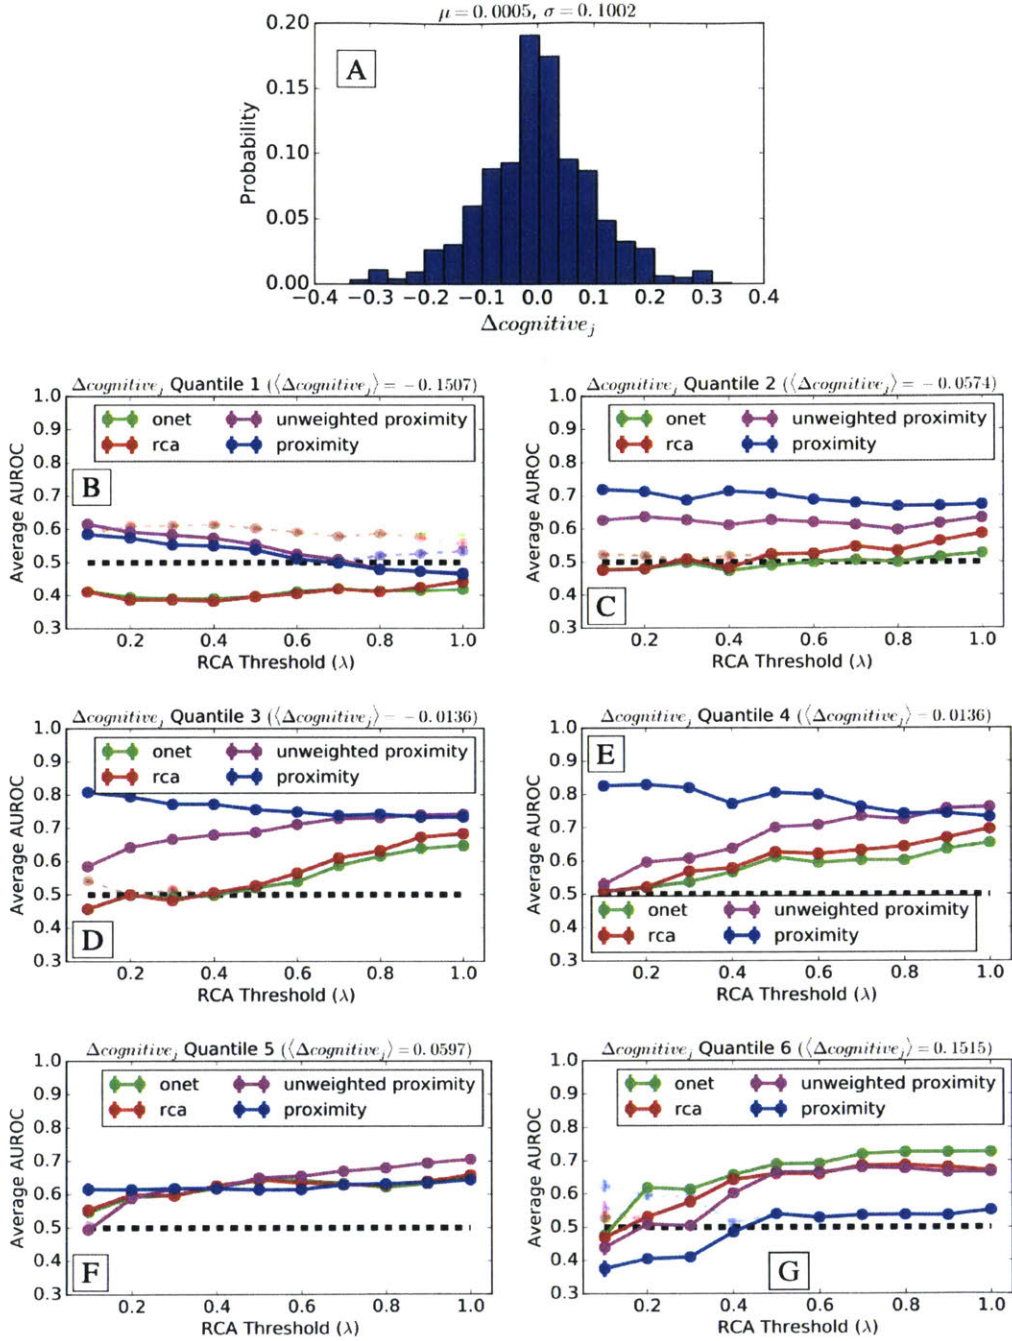 μ = 0.0005, σ = 0.1002
A
Probability
0.20
0.15
0.10
0.05
0.00
−0.4 −0.3 −0.2 −0.1 0.0 0.1 0.2 0.3 0.4
Δcognitive_j
Δcognitive_j Quantile 1 (⟨Δcognitive_j⟩ = −0.1507)
onet unweighted proximity
rca proximity
B
Average AUROC
1.0
0.9
0.8
0.7
0.6
0.5
0.4
0.3
0.2 0.4 0.6 0.8 1.0
RCA Threshold (λ)
Δcognitive_j Quantile 2 (⟨Δcognitive_j⟩ = −0.0574)
onet unweighted proximity
rca proximity
C
Average AUROC
1.0
0.9
0.8
0.7
0.6
0.5
0.4
0.3
0.2 0.4 0.6 0.8 1.0
RCA Threshold (λ)
Δcognitive_j Quantile 3 (⟨Δcognitive_j⟩ = −0.0136)
onet unweighted proximity
rca proximity
D
Average AUROC
1.0
0.9
0.8
0.7
0.6
0.5
0.4
0.3
0.2 0.4 0.6 0.8 1.0
RCA Threshold (λ)
Δcognitive_j Quantile 4 (⟨Δcognitive_j⟩ = 0.0136)
E
onet unweighted proximity
rca proximity
Average AUROC
1.0
0.9
0.8
0.7
0.6
0.5
0.4
0.3
0.2 0.4 0.6 0.8 1.0
RCA Threshold (λ)
Δcognitive_j Quantile 5 (⟨Δcognitive_j⟩ = 0.0597)
onet unweighted proximity
rca proximity
F
Average AUROC
1.0
0.9
0.8
0.7
0.6
0.5
0.4
0.3
0.2 0.4 0.6 0.8 1.0
RCA Threshold (λ)
Δcognitive_j Quantile 6 (⟨Δcognitive_j⟩ = 0.1515)
onet unweighted proximity
rca proximity
G
Average AUROC
1.0
0.9
0.8
0.7
0.6
0.5
0.4
0.3
0.2 0.4 0.6 0.8 1.0
RCA Threshold (λ)